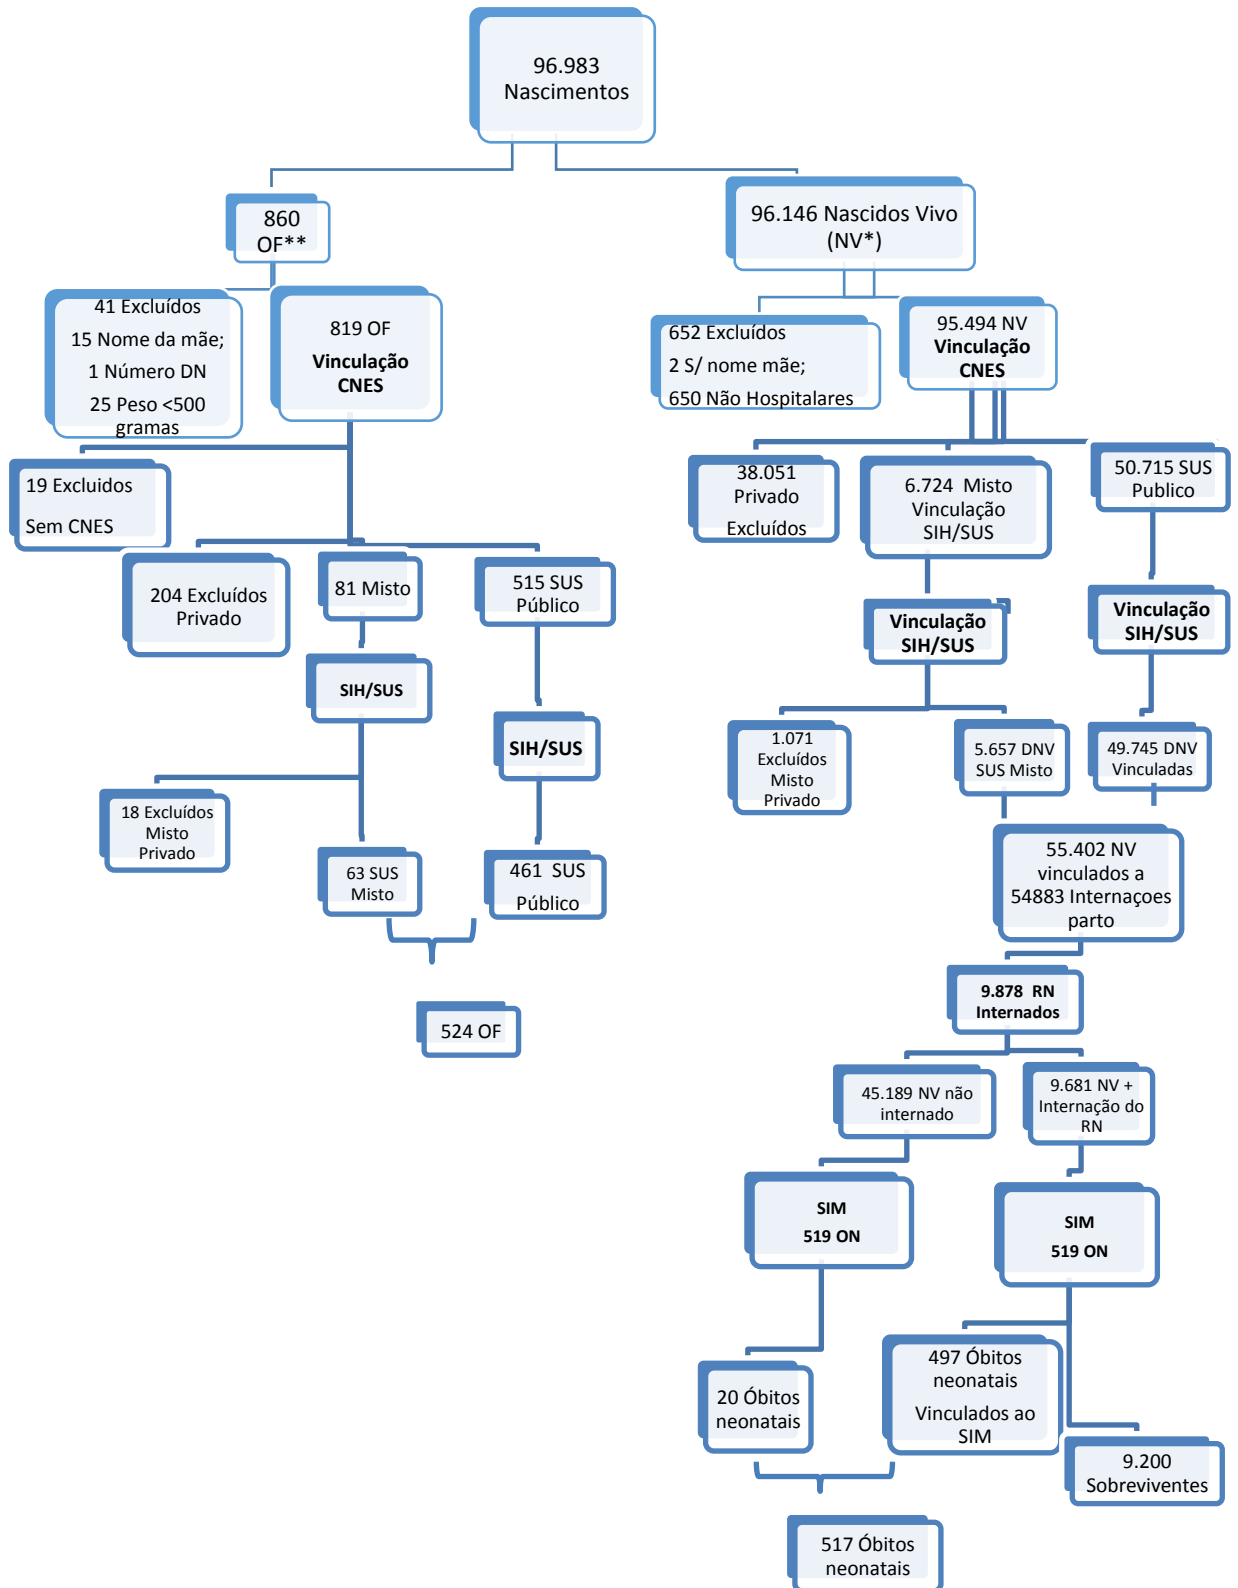 96.983
Nascimentos
860
OF**
96.146 Nascidos Vivo
(NV*)
41 Excluídos
15 Nome da mãe;
1 Número DN
25 Peso <500
gramas
819 OF
Vinculação
CNES
652 Excluídos
2 S/ nome mãe;
650 Não Hospitalares
95.494 NV
Vinculação
CNES
19 Excluidos
Sem CNES
204 Excluídos
Privado
81 Misto
515 SUS
Público
38.051
Privado
Excluídos
6.724 Misto
Vinculação
SIH/SUS
50.715 SUS
Publico
SIH/SUS
SIH/SUS
Vinculação
SIH/SUS
Vinculação
SIH/SUS
18 Excluídos
Misto
Privado
63 SUS
Misto
461 SUS
Público
1.071
Excluídos
Misto
Privado
5.657 DNV
SUS Misto
49.745 DNV
Vinculadas
524 OF
55.402 NV
vinculados a
54883 Internaçoes
parto
9.878 RN
Internados
45.189 NV não
internado
9.681 NV +
Internação do
RN
SIM
519 ON
SIM
519 ON
20 Óbitos
neonatais
497 Óbitos
neonatais
Vinculados ao
SIM
9.200
Sobreviventes
517 Óbitos
neonatais